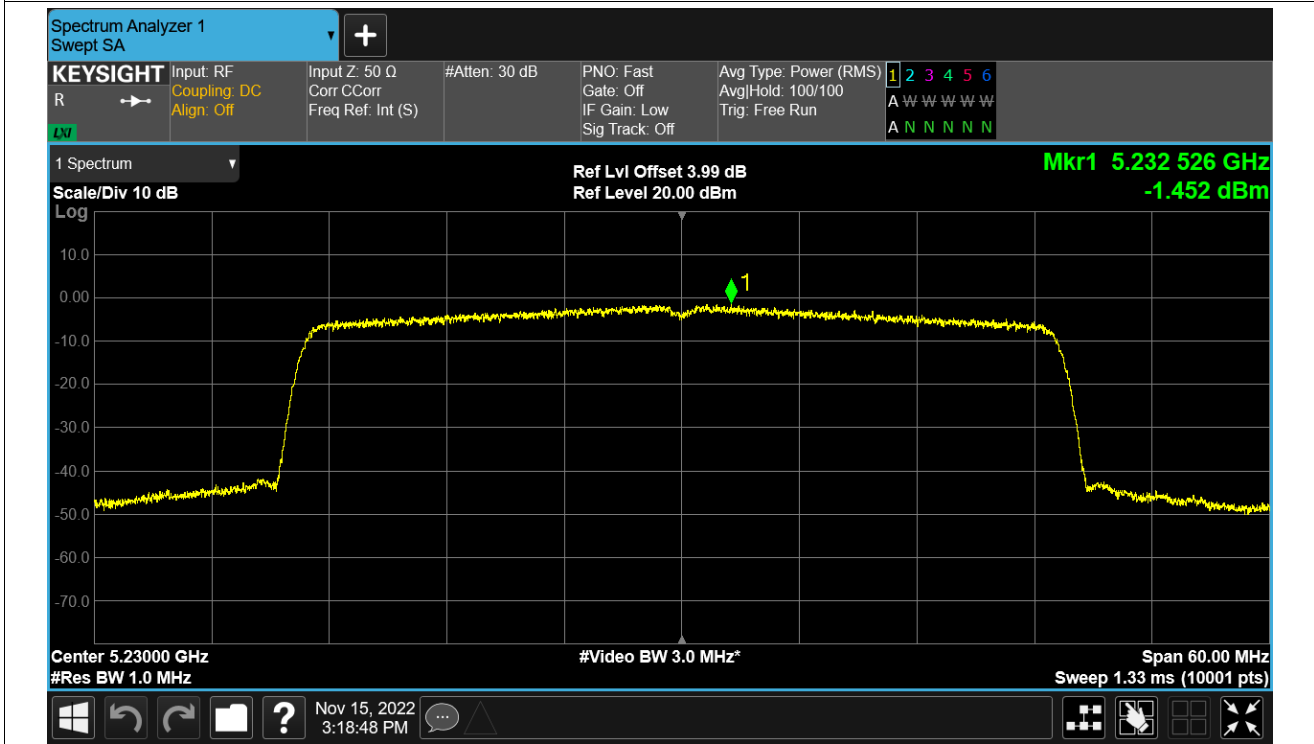 Spectrum Analyzer 1
Swept SA
KEYSIGHT
R
LXI
Input: RF
Coupling: DC
Align: Off
Input Z: 50 Ω
Corr CCorr
Freq Ref: Int (S)
#Atten: 30 dB
PNO: Fast
Gate: Off
IF Gain: Low
Sig Track: Off
Avg Type: Power (RMS)
Avg|Hold: 100/100
Trig: Free Run
1 2 3 4 5 6
A W W W W W
A N N N N N
1 Spectrum
Scale/Div 10 dB
Ref Lvl Offset 3.99 dB
Ref Level 20.00 dBm
Mkr1 5.232 526 GHz
-1.452 dBm
Log
10.0
0.00
-10.0
-20.0
-30.0
-40.0
-50.0
-60.0
-70.0
1
Center 5.23000 GHz
#Res BW 1.0 MHz
#Video BW 3.0 MHz*
Span 60.00 MHz
Sweep 1.33 ms (10001 pts)
?
Nov 15, 2022
3:18:48 PM